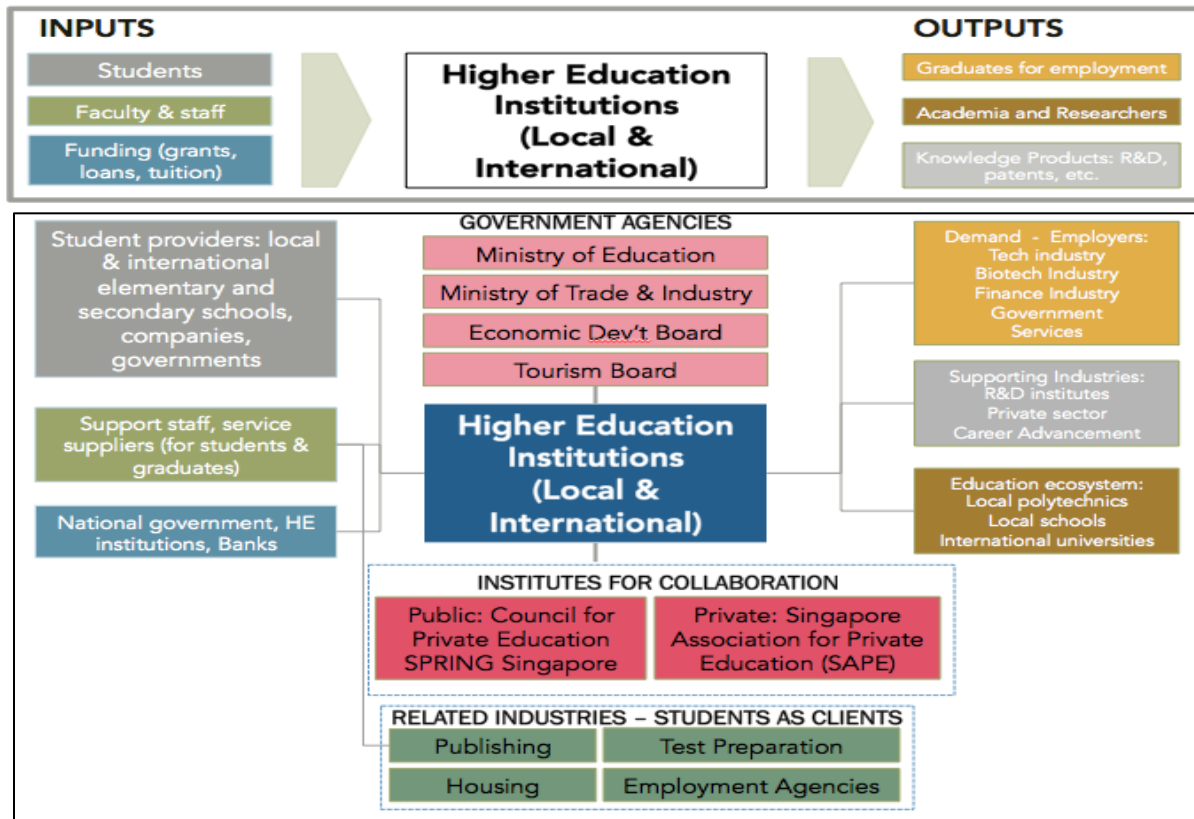 INPUTS
Students
Faculty & staff
Funding (grants,
loans, tuition)
Higher Education
Institutions
(Local &
International)
OUTPUTS
Graduates for employment
Academia and Researchers
Knowledge Products: R&D,
patents, etc.
Student providers: local
& international
elementary and
secondary schools,
companies,
governments
Support staff, service
suppliers (for students &
graduates)
National government, HE
institutions, Banks
GOVERNMENT AGENCIES
Ministry of Education
Ministry of Trade & Industry
Economic Dev't Board
Tourism Board
Higher Education
Institutions
(Local &
International)
Demand - Employers:
Tech industry
Biotech Industry
Finance Industry
Government
Services
Supporting Industries:
R&D institutes
Private sector
Career Advancement
Education ecosystem:
Local polytechnics
Local schools
International universities
INSTITUTES FOR COLLABORATION
Public: Council for
Private Education
SPRING Singapore
Private: Singapore
Association for Private
Education (SAPE)
RELATED INDUSTRIES – STUDENTS AS CLIENTS
Publishing
Test Preparation
Housing
Employment Agencies